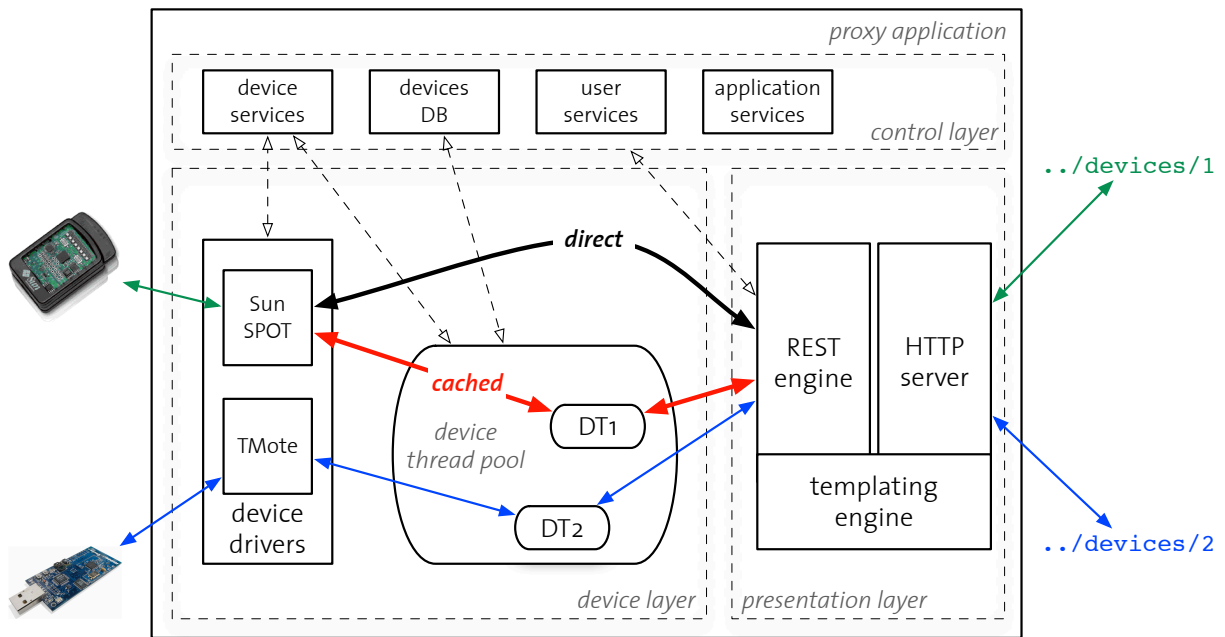 proxy application
device
services
devices
DB
user
services
application
services
control layer
../devices/1
direct
Sun
SPOT
cached
REST
engine
HTTP
server
DT1
device
thread pool
TMote
DT2
device
drivers
templating
engine
../devices/2
device layer
presentation layer